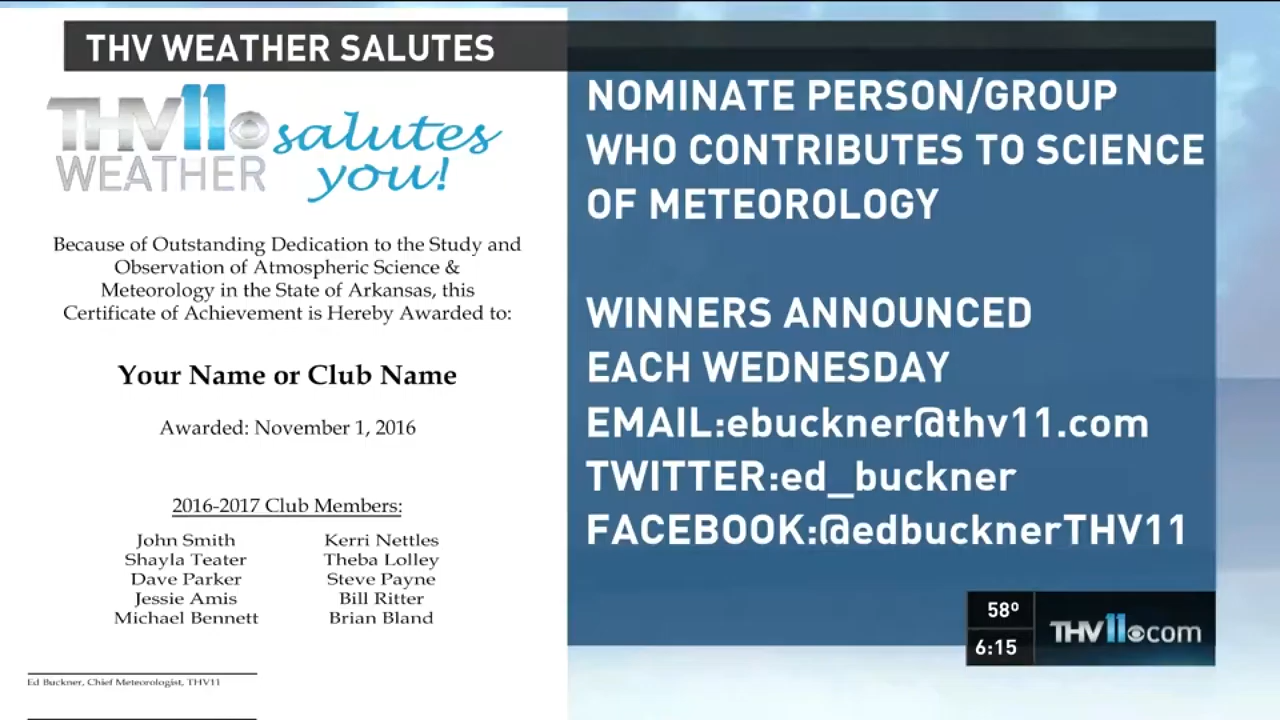 THV WEATHER SALUTES
THV11 salutes
WEATHER you!
Because of Outstanding Dedication to the Study and
Observation of Atmospheric Science &
Meteorology in the State of Arkansas, this
Certificate of Achievement is Hereby Awarded to:
Your Name or Club Name
Awarded: November 1, 2016
2016-2017 Club Members:
John Smith Kerri Nettles
Shayla Teater Theba Lolley
Dave Parker Steve Payne
Jessie Amis Bill Ritter
Michael Bennett Brian Bland
Ed Buckner, Chief Meteorologist, THV11
NOMINATE PERSON/GROUP
WHO CONTRIBUTES TO SCIENCE
OF METEOROLOGY
WINNERS ANNOUNCED
EACH WEDNESDAY
EMAIL:ebuckner@thv11.com
TWITTER:ed_buckner
FACEBOOK:@edbucknerTHV11
58º
6:15
THV11.com